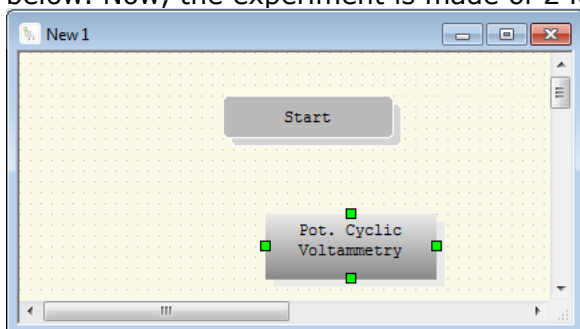 below. Now, the experiment is made of 2
New 1
Start
Pot. Cyclic
Voltammetry